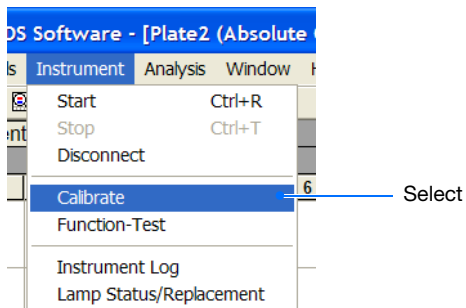 OS Software - [Plate2 (Absolute
ls Instrument Analysis Window H
Start Ctrl+R
Stop Ctrl+T
Disconnect
Calibrate
6
Select
Function-Test
Instrument Log
Lamp Status/Replacement